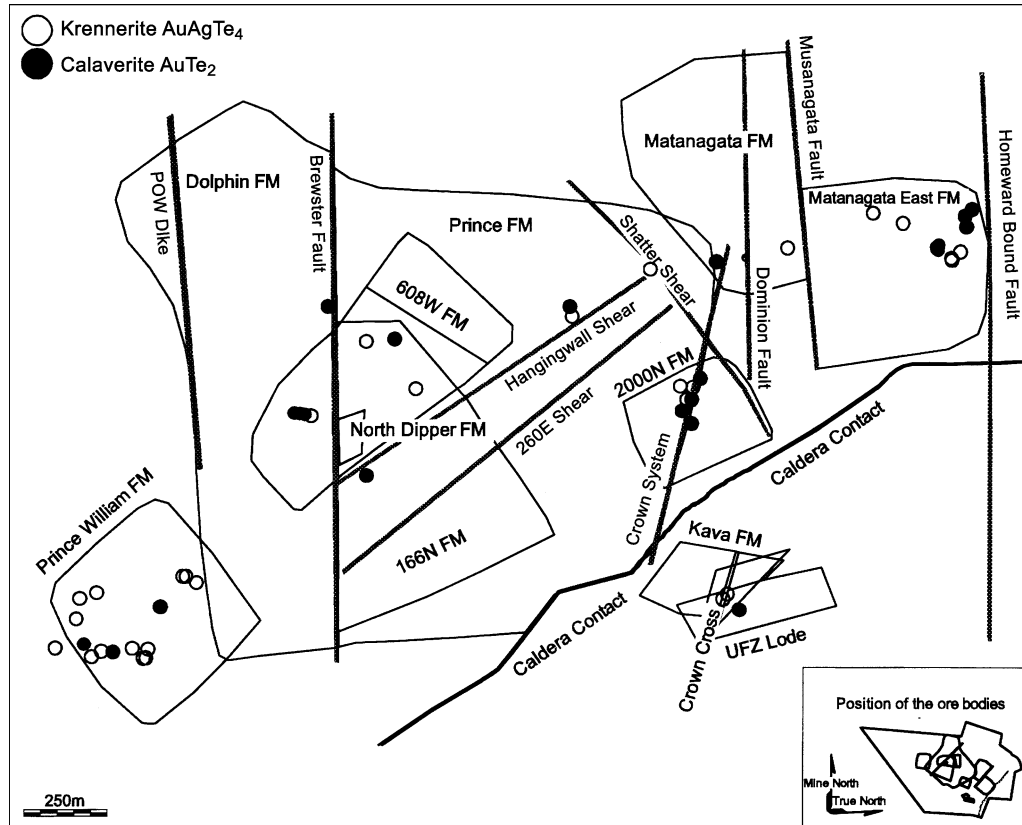 Krennerite AuAgTe4
Calaverite AuTe2
Musanagata Fault
Matanagata FM
Homeward Bound Fault
POW DIke
Dolphin FM
Brewster Fault
Matanagata East FM
Prince FM
Shatter Shear
608W FM
Dominion Fault
Hangingwall Shear
2000N FM
260E Shear
North Dipper FM
Caldera Contact
Crown System
Prince William FM
166N FM
Kava FM
Caldera Contact
Crown Cross
UFZ Lode
Position of the ore bodies
Mine North
True North
250m